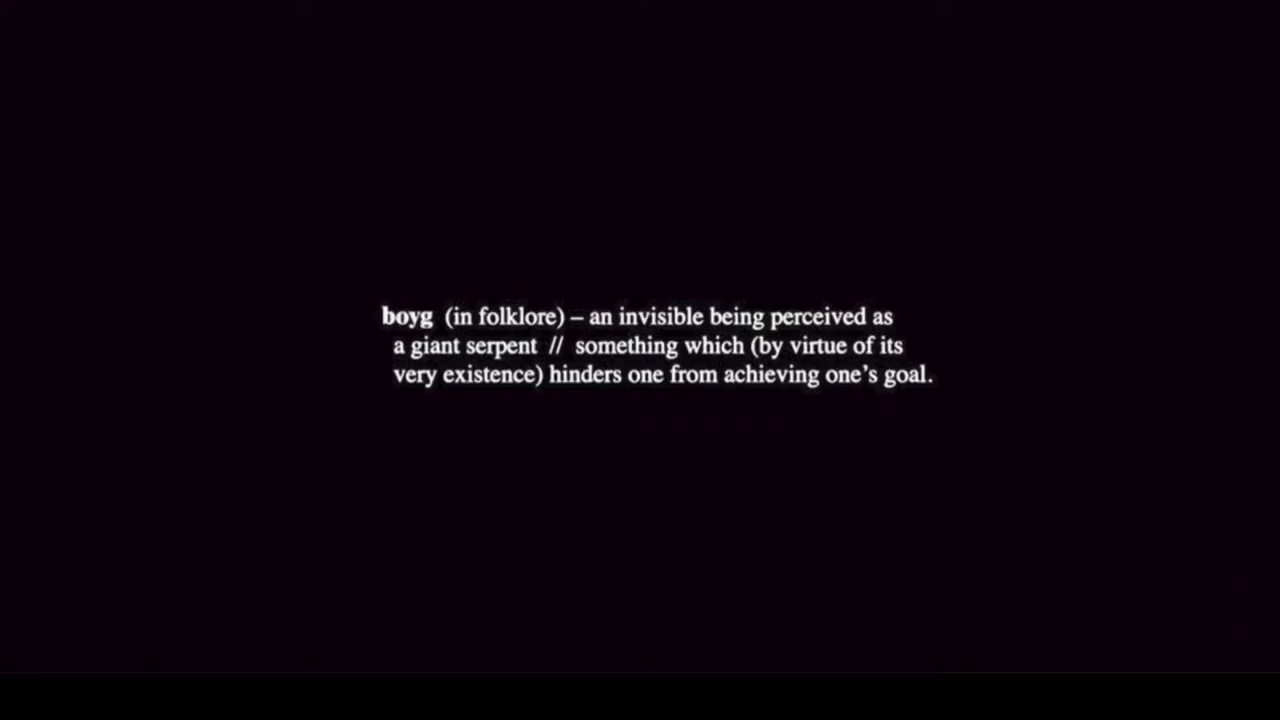 boyg (in folklore) – an invisible being perceived as
a giant serpent // something which (by virtue of its
very existence) hinders one from achieving one’s goal.